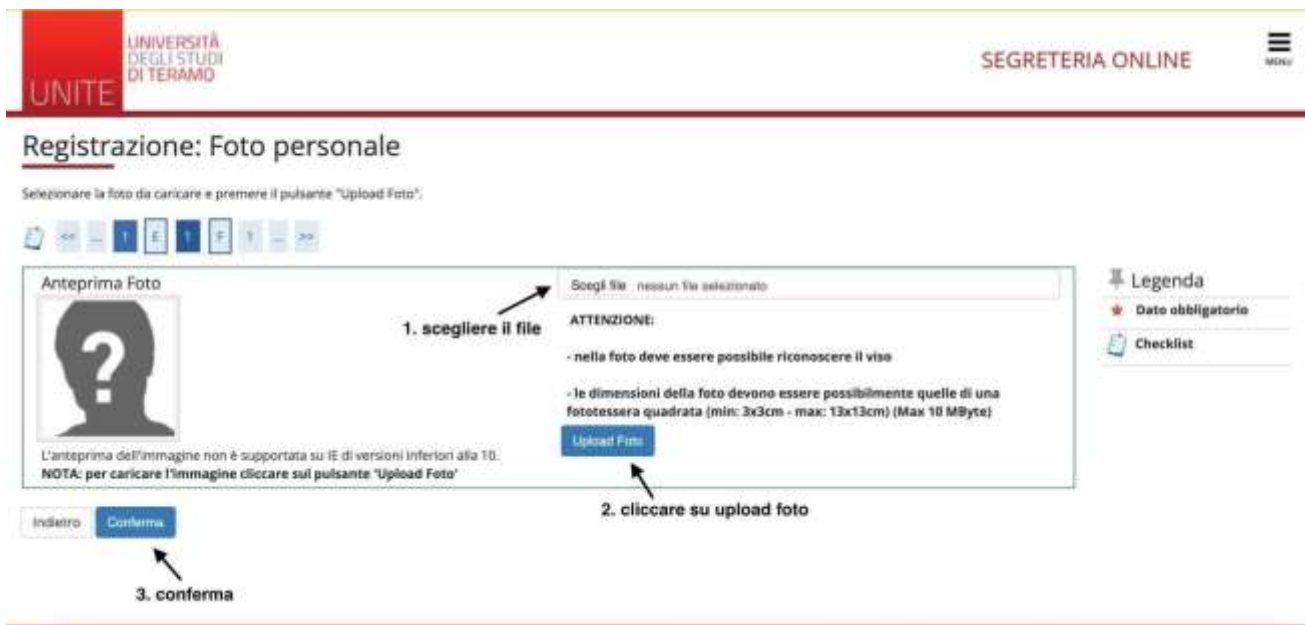 UNITE
UNIVERSITÀ
DEGLI STUDI
DI TERAMO
SEGRETERIA ONLINE
MENU
Registrazione: Foto personale
Selezionare la foto da caricare e premere il pulsante "Upload Foto".
<< ... 1 E 1 F 1 ... >>
Anteprima Foto
?
L'anteprima dell'immagine non è supportata su IE di versioni inferiori alla 10.
NOTA: per caricare l'immagine cliccare sul pulsante 'Upload Foto'
Scegli file nessun file selezionato
1. scegliere il file
ATTENZIONE:
- nella foto deve essere possibile riconoscere il viso
- le dimensioni della foto devono essere possibilmente quelle di una
fototessera quadrata (min: 3x3cm - max: 13x13cm) (Max 10 MByte)
Upload Foto
2. cliccare su upload foto
Legenda
Dato obbligatorio
Checklist
Indietro Conferma
3. conferma